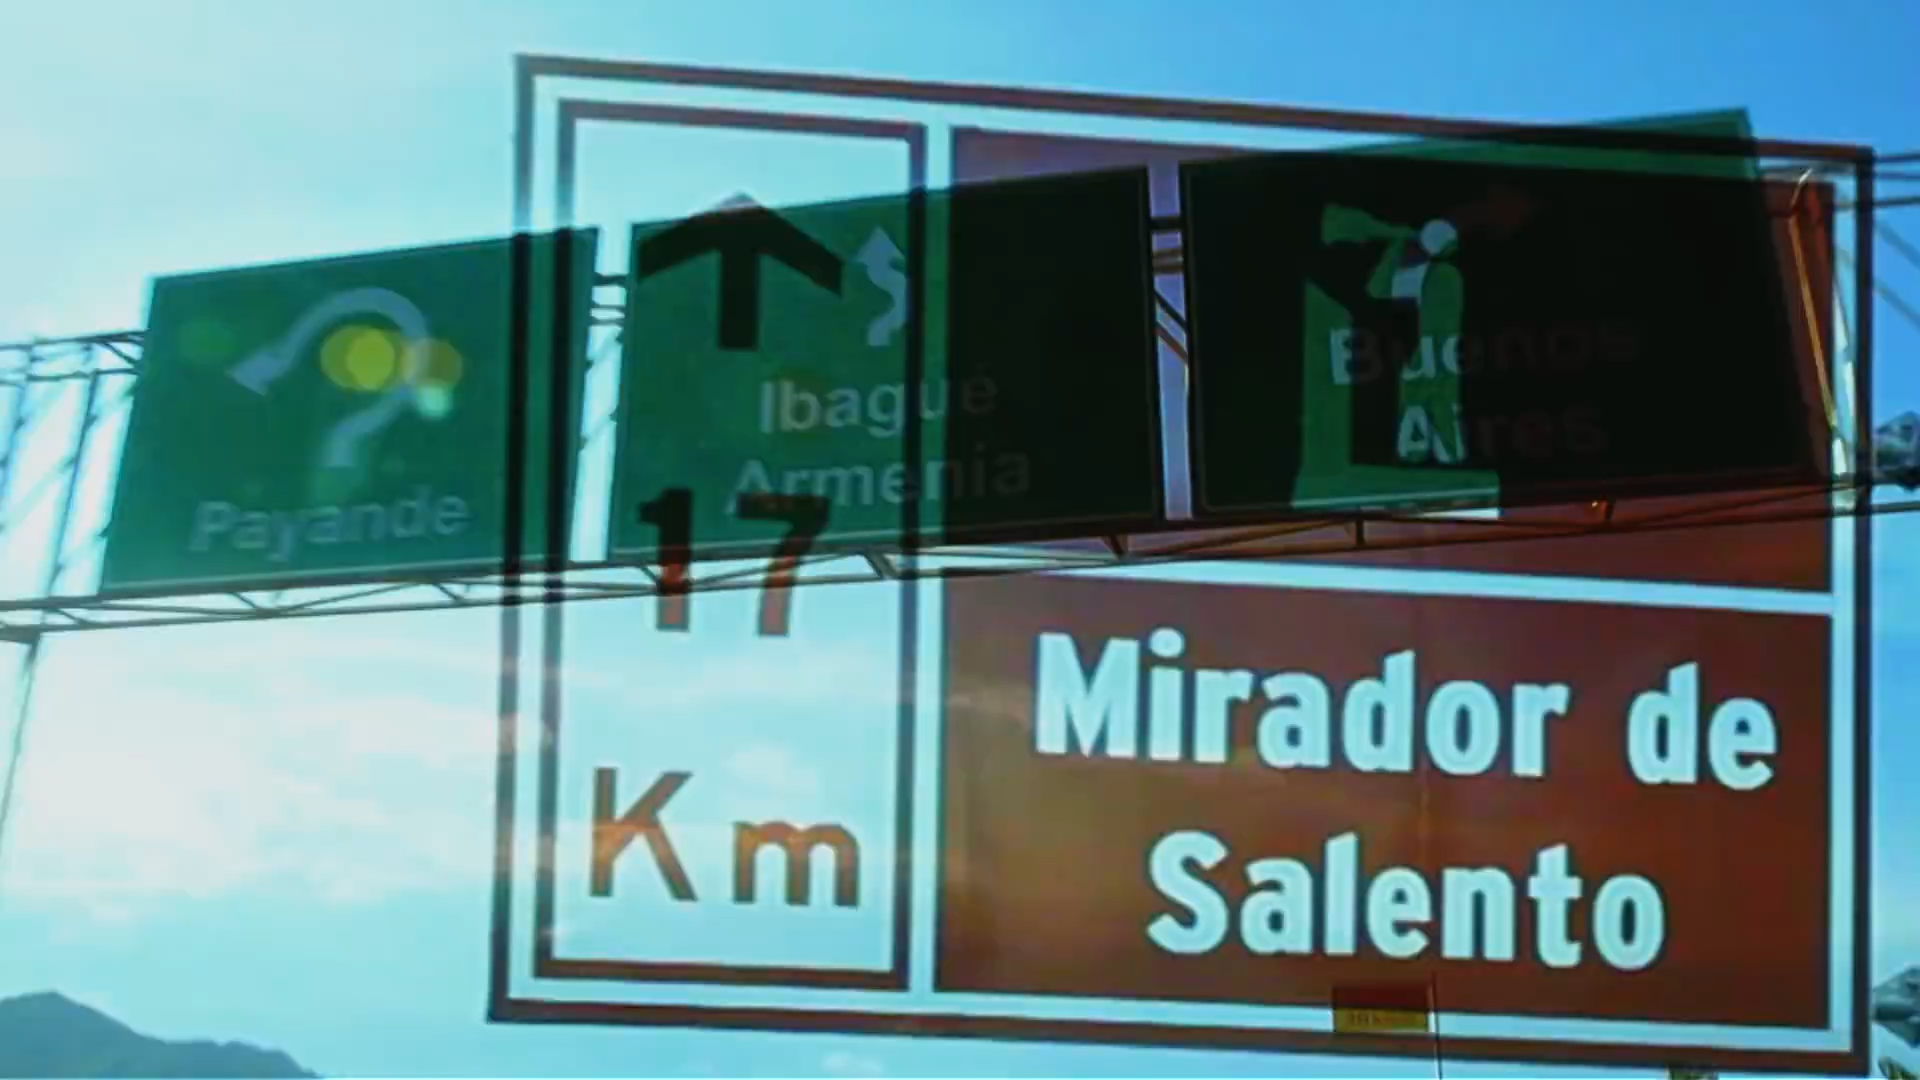 Payande
Ibagué
Armenia
Buenos
Aires
17
Km
Mirador de
Salento